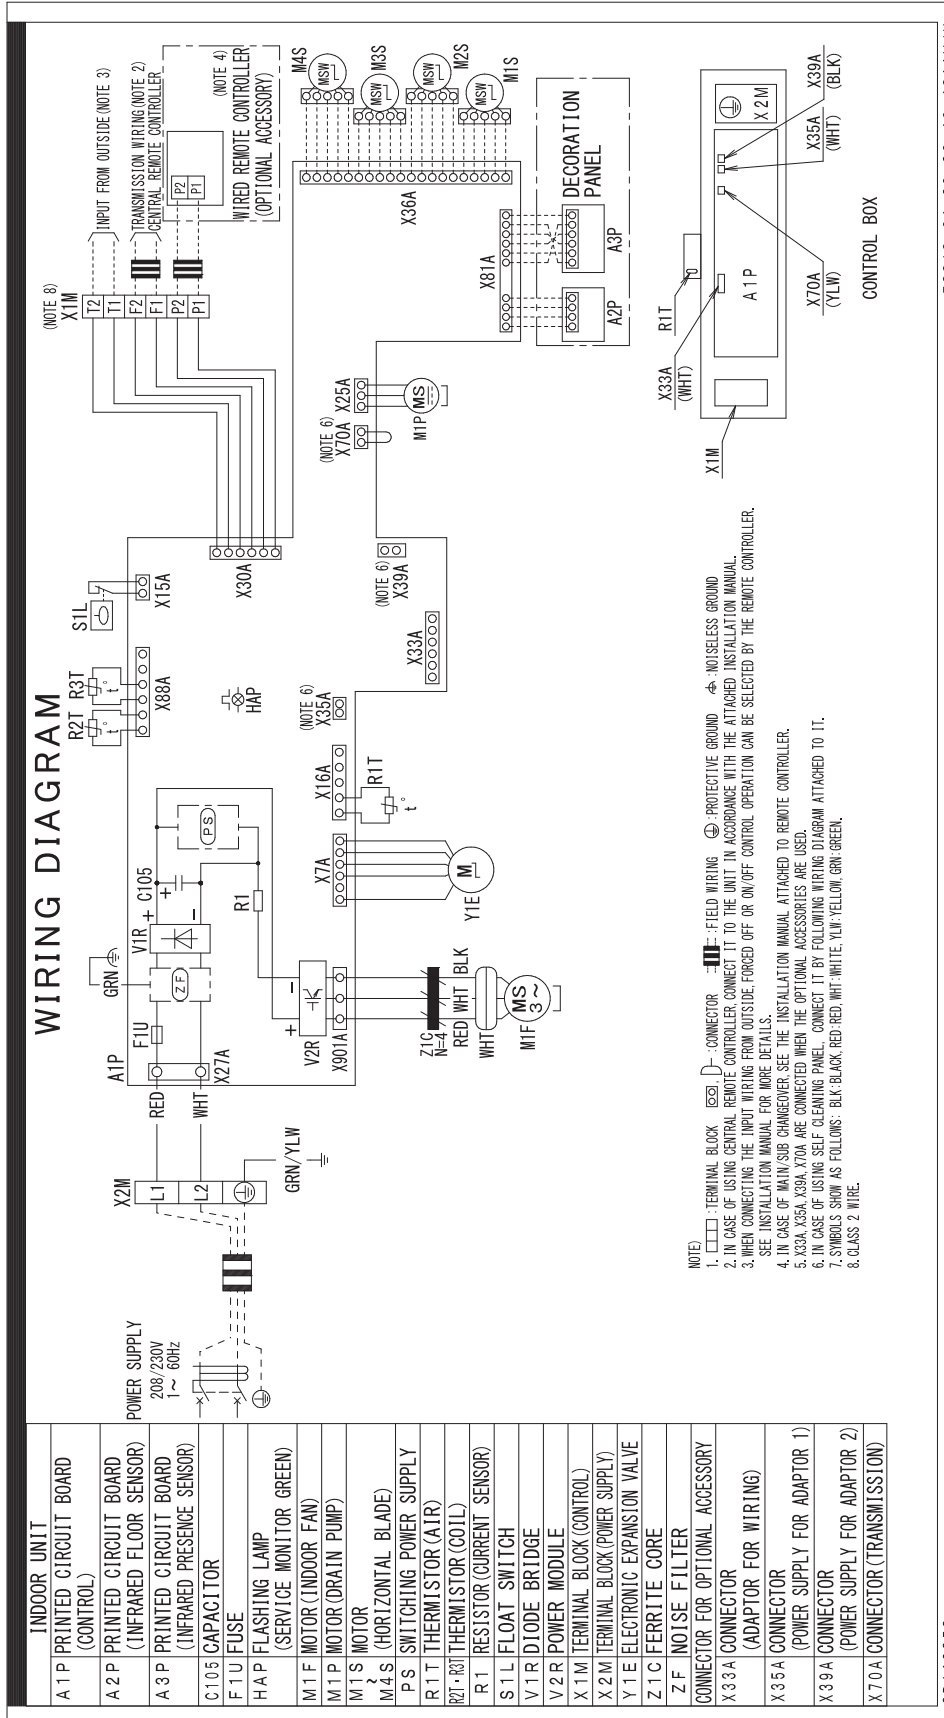 WIRING DIAGRAM
INDOOR UNIT
A1P PRINTED CIRCUIT BOARD
(CONTROL)
A2P PRINTED CIRCUIT BOARD
(INFRARED FLOOR SENSOR)
A3P PRINTED CIRCUIT BOARD
(INFRARED PRESENCE SENSOR)
C105 CAPACITOR
F1U FUSE
HAP FLASHING LAMP
(SERVICE MONITOR GREEN)
M1F MOTOR(INDOOR FAN)
M1P MOTOR(DRAIN PUMP)
M1S MOTOR
~
M4S (HORIZONTAL BLADE)
PS SWITCHING POWER SUPPLY
R1T THERMISTOR(AIR)
R2T・R3T THERMISTOR(COIL)
R1 RESISTOR(CURRENT SENSOR)
S1L FLOAT SWITCH
V1R DIODE BRIDGE
V2R POWER MODULE
X1M TERMINAL BLOCK(CONTROL)
X2M TERMINAL BLOCK(POWER SUPPLY)
Y1E ELECTRONIC EXPANSION VALVE
Z1C FERRITE CORE
ZF NOISE FILTER
CONNECTOR FOR OPTIONAL ACCESSORY
X33A CONNECTOR
(ADAPTOR FOR WIRING)
X35A CONNECTOR
(POWER SUPPLY FOR ADAPTOR 1)
X39A CONNECTOR
(POWER SUPPLY FOR ADAPTOR 2)
X70A CONNECTOR(TRANSMISSION)
POWER SUPPLY
208/230V
1~ 60Hz
X2M
L1
L2
GRN/YLW
RED
WHT
A1P
X27A
F1U
GRN
ZF
V1R
+
-
+
C105
PS
R1
V2R
+
-
X901A
Z1C
N=4
RED
WHT
BLK
WHT
MS
3~
M1F
R2T
R3T
t°
t°
X88A
S1L
X15A
HAP
X30A
X7A
M
Y1E
X16A
R1T
t°
(NOTE 6)
X35A
X33A
(NOTE 6)
X39A
(NOTE 6)
X70A
X25A
MS
M1P
(NOTE 8)
X1M
T2
T1
F2
F1
P2
P1
INPUT FROM OUTSIDE(NOTE 3)
TRANSMISSION WIRING(NOTE 2)
CENTRAL REMOTE CONTROLLER
P2
P1
(NOTE 4)
WIRED REMOTE CONTROLLER
(OPTIONAL ACCESSORY)
X36A
MSW
M4S
MSW
M3S
MSW
M2S
MSW
M1S
X81A
A2P
A3P
DECORATION
PANEL
X1M
X33A
(WHT)
R1T
A1P
X2M
X70A
(YLW)
X35A
(WHT)
X39A
(BLK)
CONTROL BOX
NOTE)
1. :TERMINAL BLOCK , :CONNECTOR :FIELD WIRING :PROTECTIVE GROUND :NOISELESS GROUND
2. IN CASE OF USING CENTRAL REMOTE CONTROLLER, CONNECT IT TO THE UNIT IN ACCORDANCE WITH THE ATTACHED INSTALLATION MANUAL.
3. WHEN CONNECTING THE INPUT WIRING FROM OUTSIDE, FORCED OFF OR ON/OFF CONTROL OPERATION CAN BE SELECTED BY THE REMOTE CONTROLLER.
SEE INSTALLATION MANUAL FOR MORE DETAILS.
4. IN CASE OF MAIN/SUB CHANGEOVER, SEE THE INSTALLATION MANUAL ATTACHED TO REMOTE CONTROLLER.
5. X33A, X35A, X39A, X70A ARE CONNECTED WHEN THE OPTIONAL ACCESSORIES ARE USED.
6. IN CASE OF USING SELF CLEANING PANEL, CONNECT IT BY FOLLOWING WIRING DIAGRAM ATTACHED TO IT.
7. SYMBOLS SHOW AS FOLLOWS: BLK:BLACK, RED:RED, WHT:WHITE, YLW:YELLOW, GRN:GREEN.
8. CLASS 2 WIRE.